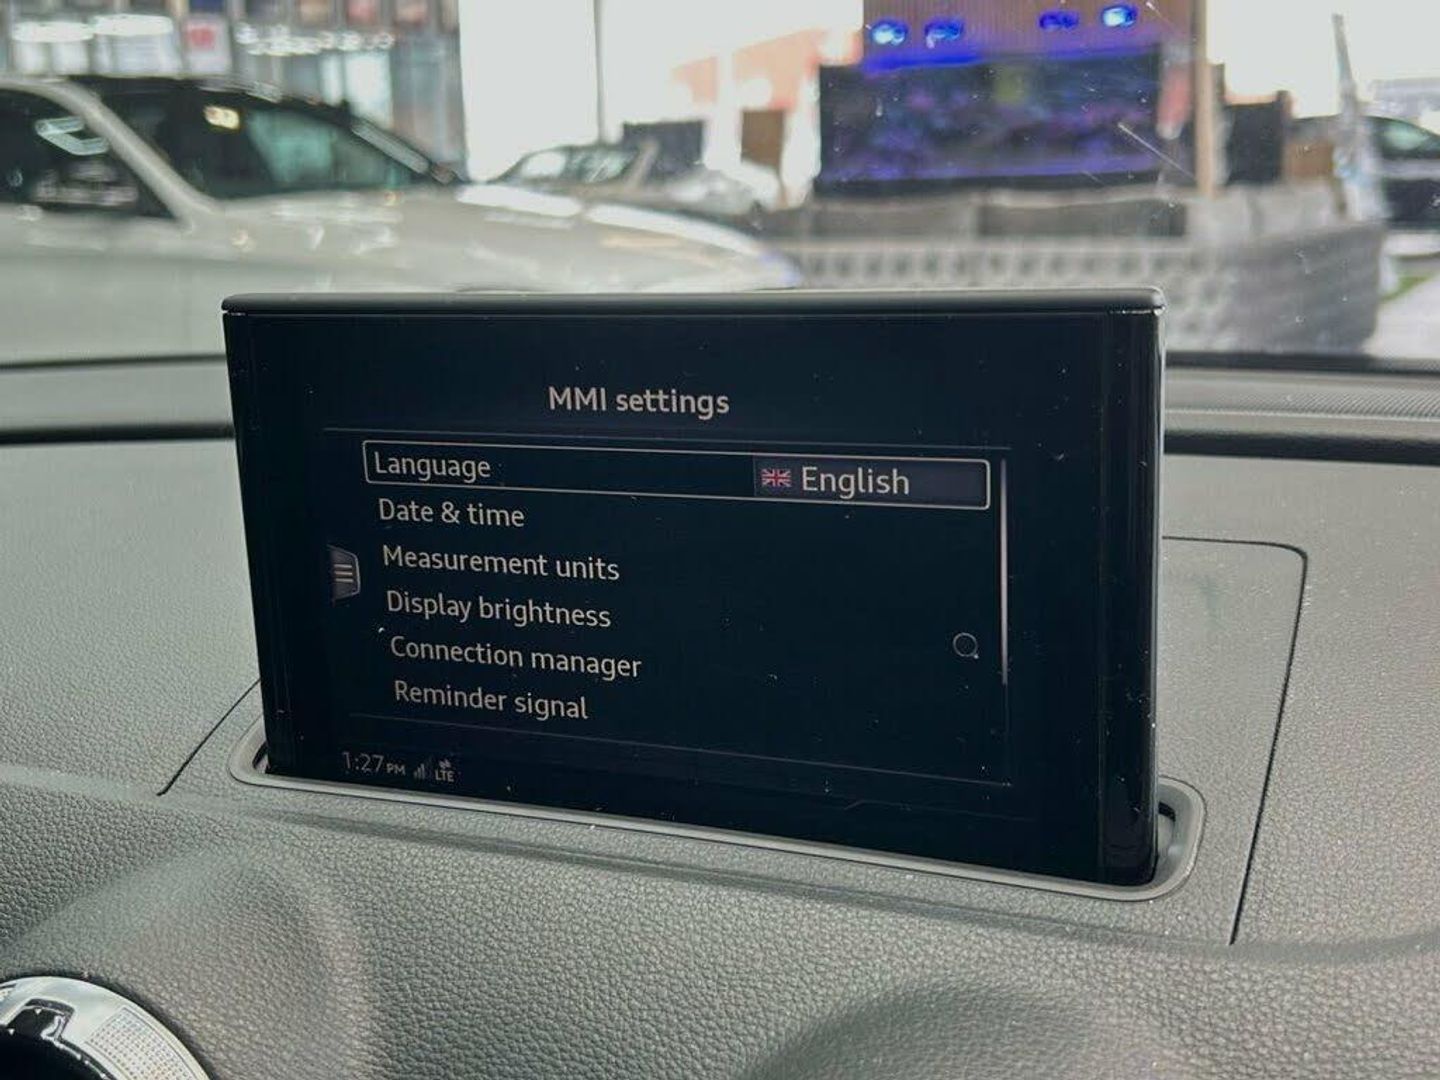 MMI settings
Language English
Date & time
Measurement units
Display brightness
Connection manager
Reminder signal
1:27 PM LTE